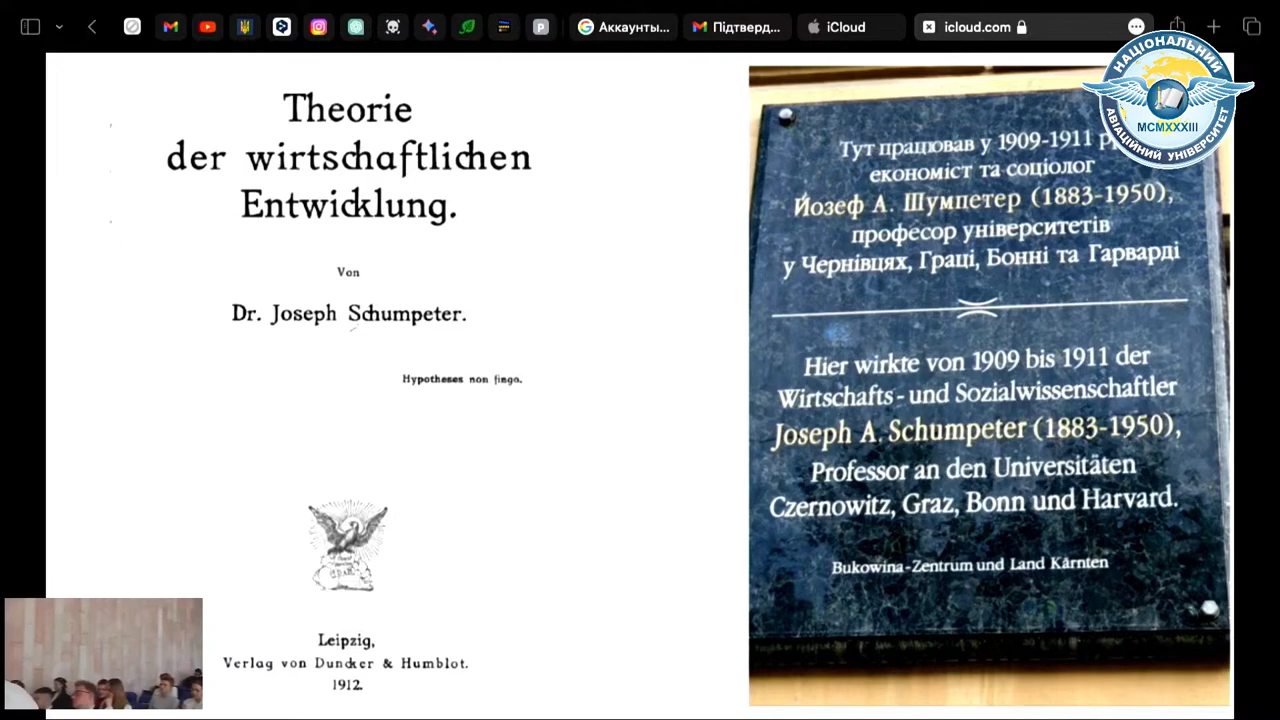 Аккаунты...
Підтверд...
iCloud
icloud.com
НАЦІОНАЛЬНИЙ
АВІАЦІЙНИЙ УНІВЕРСИТЕТ
MCMXXXIII
Theorie
der wirtschaftlichen
Entwicklung.
Von
Dr. Joseph Schumpeter.
Hypotheses non fingo.
Leipzig,
Verlag von Duncker & Humblot.
1912.
Тут працював у 1909-1911
економіст та соціолог
Йозеф А. Шумпетер (1883-1950),
професор університетів
у Чернівцях, Граці, Бонні та Гарварді
Hier wirkte von 1909 bis 1911 der
Wirtschafts- und Sozialwissenschaftler
Joseph A. Schumpeter (1883-1950),
Professor an den Universitäten
Czernowitz, Graz, Bonn und Harvard.
Bukowina-Zentrum und Land Kärnten